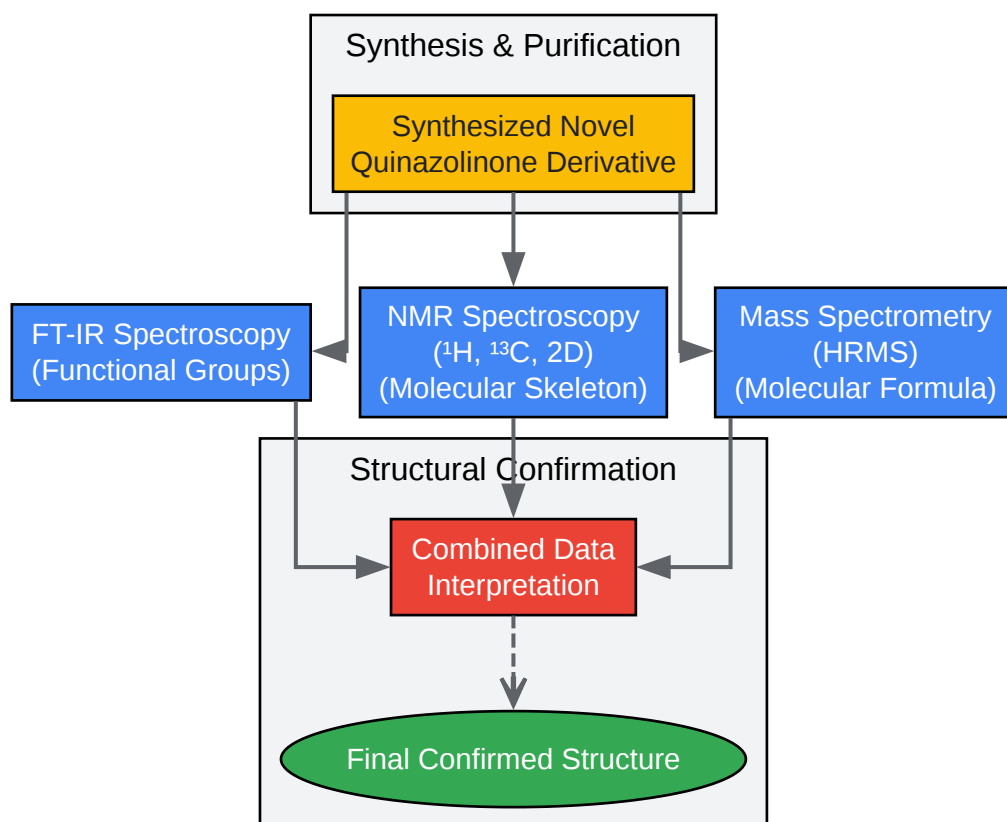 Synthesis & Purification
Synthesized Novel
Quinazolinone Derivative
FT-IR Spectroscopy
(Functional Groups)
NMR Spectroscopy
(¹H, ¹³C, 2D)
(Molecular Skeleton)
Mass Spectrometry
(HRMS)
(Molecular Formula)
Structural Confirmation
Combined Data
Interpretation
Final Confirmed Structure